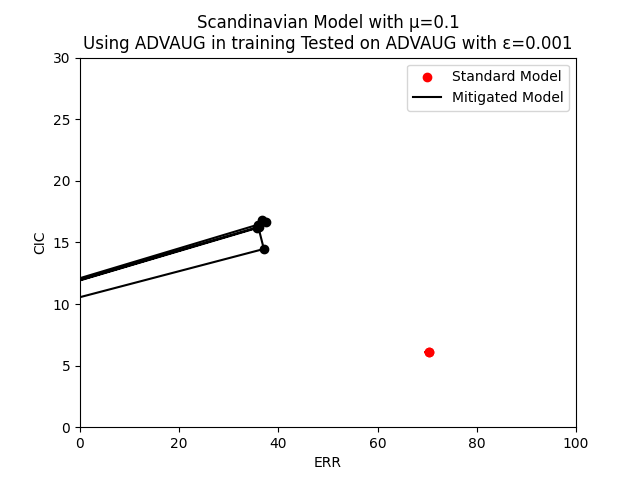 Scandinavian Model with μ=0.1
Using ADVAUG in training Tested on ADVAUG with ε=0.001
30
25
20
15
10
5
0
CIC
0 20 40 60 80 100
ERR
Standard Model
Mitigated Model